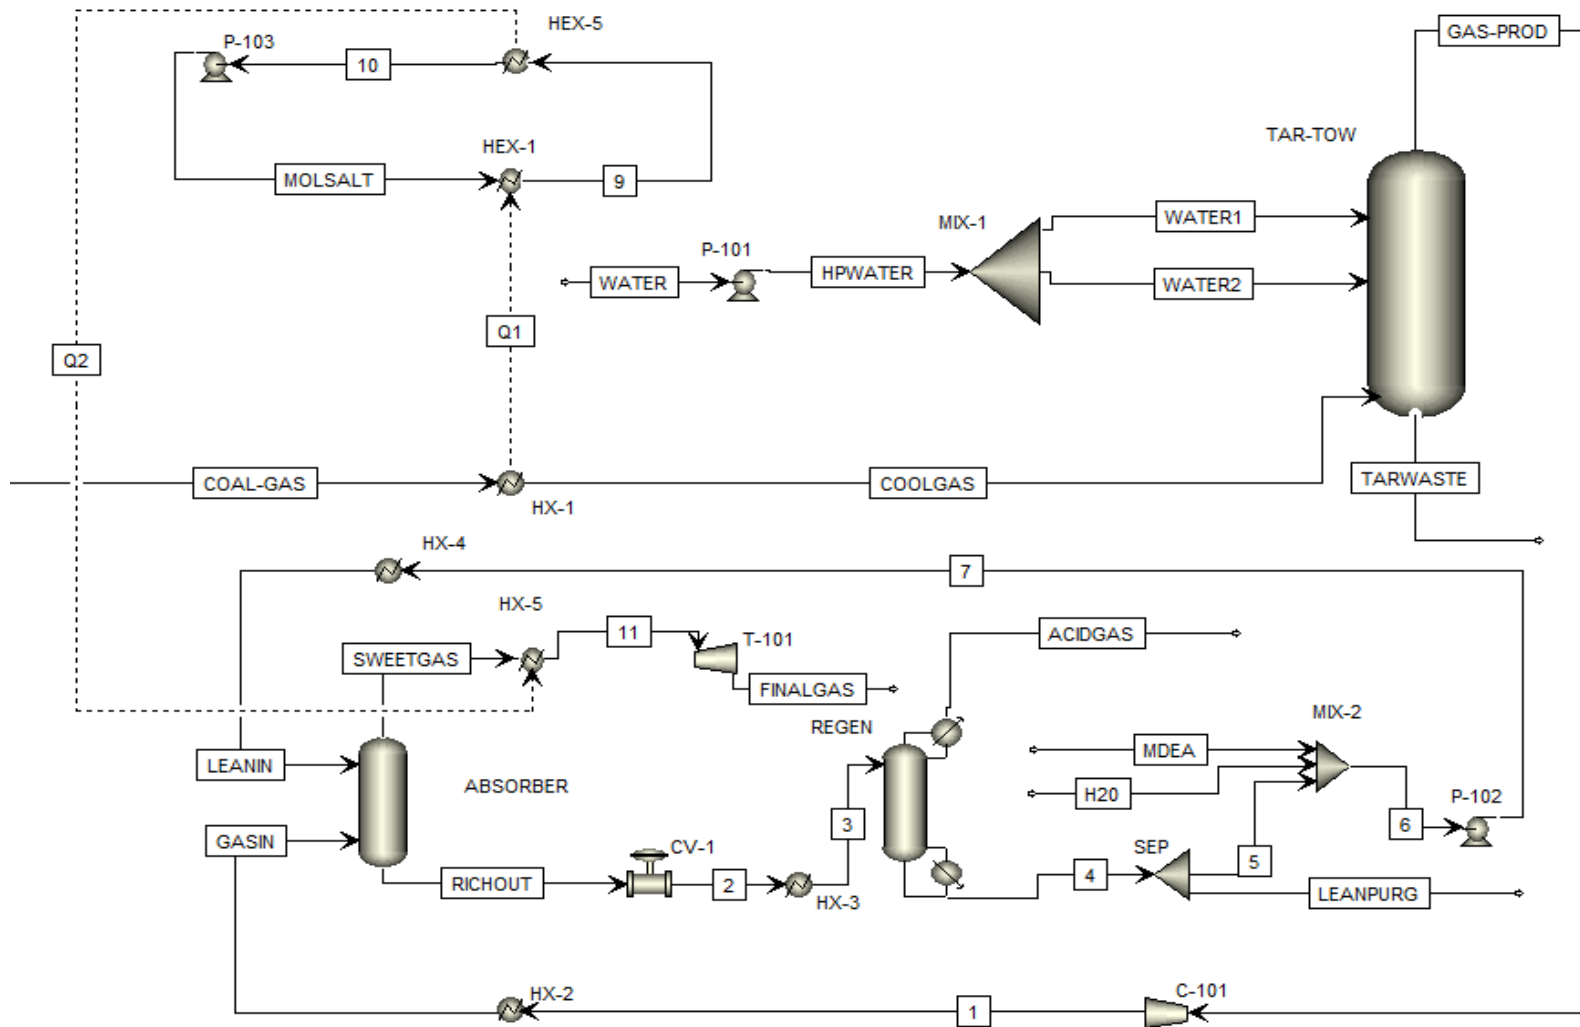 HEX-5
GAS-PROD
P-103
10
TAR-TOW
HEX-1
MOLSALT
9
MIX-1
WATER1
P-101
HPWATER
WATER
WATER2
Q1
Q2
COAL-GAS
COOLGAS
TARWASTE
HX-1
HX-4
7
HX-5
11
ACIDGAS
T-101
SWEETGAS
FINALGAS
REGEN
MIX-2
MDEA
LEANIN
ABSORBER
H20
P-102
3
6
GASIN
CV-1
SEP
5
RICHOUT
2
4
HX-3
LEANPURG
HX-2
1
C-101